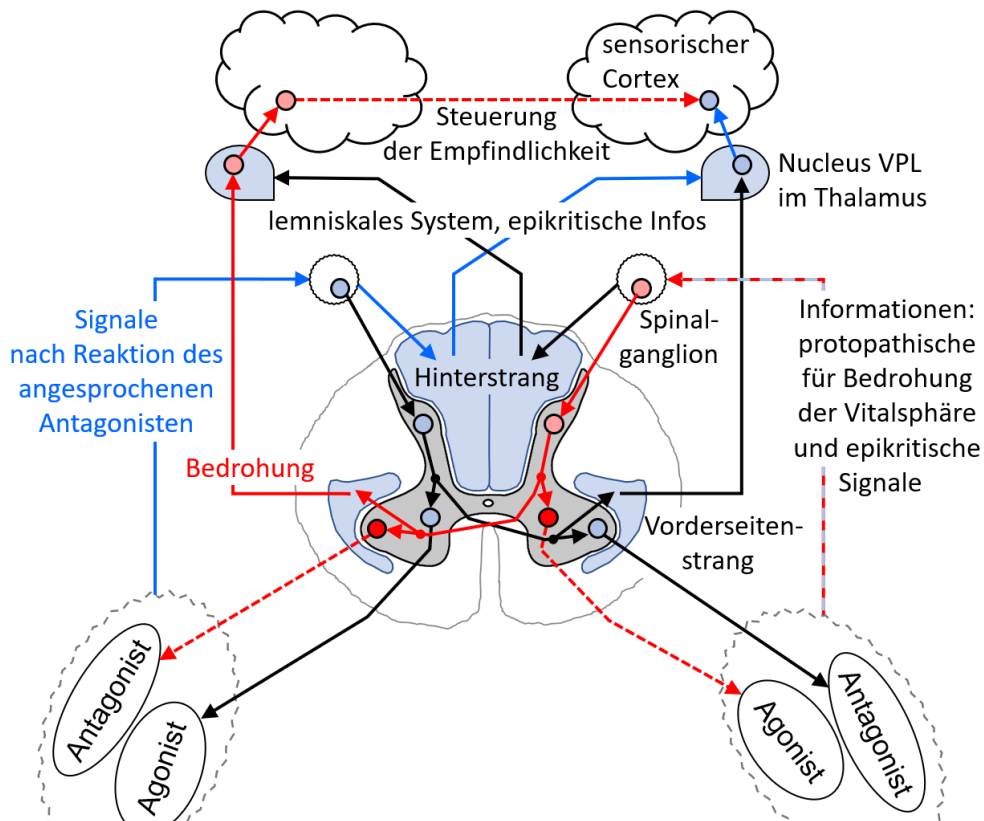 sensorischer
Cortex
Steuerung
der Empfindlichkeit
Nucleus VPL
im Thalamus
lemniskales System, epikritische Infos
Signale
nach Reaktion des
angesprochenen
Antagonisten
Spinal-
ganglion
Informationen:
protopathische
für Bedrohung
der Vitalsphäre
und epikritische
Signale
Hinterstrang
Bedrohung
Vorderseiten-
strang
Antagonist
Agonist
Agonist
Antagonist